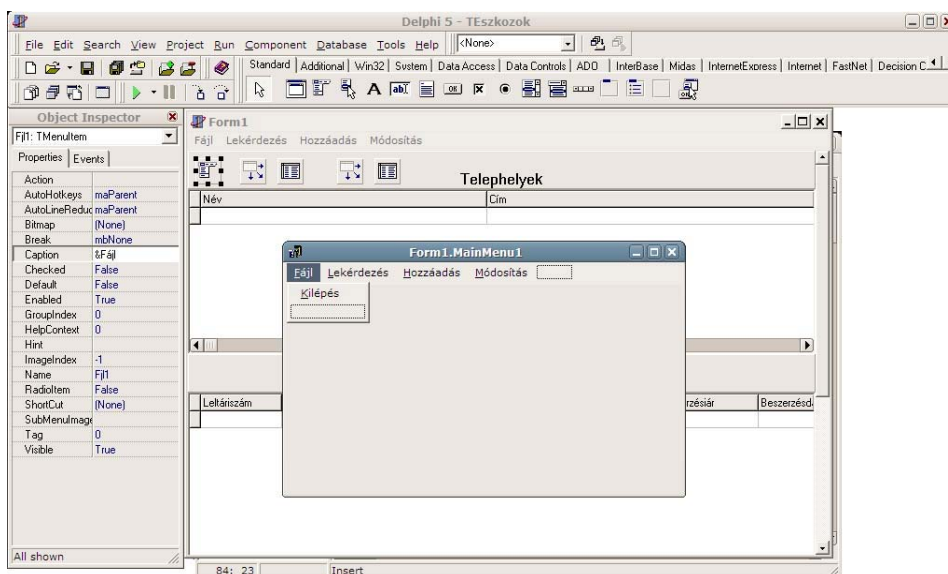 Delphi 5 - TEszkozok
File Edit Search View Project Run Component Database Tools Help <None>
Standard Additional Win32 System Data Access Data Controls ADO InterBase Midas InternetExpress Internet FastNet Decision C
Object Inspector
Fjl1: TMenuItem
Properties Events
Action
AutoHotkeys maParent
AutoLineReduc maParent
Bitmap (None)
Break mbNone
Caption &Fájl
Checked False
Default False
Enabled True
GroupIndex 0
HelpContext 0
Hint
ImageIndex -1
Name Fjl1
RadioItem False
ShortCut (None)
SubMenuImage
Tag 0
Visible True
All shown
Form1
Fájl Lekérdezés Hozzáadás Módosítás
Telephelyek
Név Cím
Form1.MainMenu1
Fájl Lekérdezés Hozzáadás Módosítás
Kilépés
Leltáriszám rzésiár Beszerzésd
84: 23 Insert